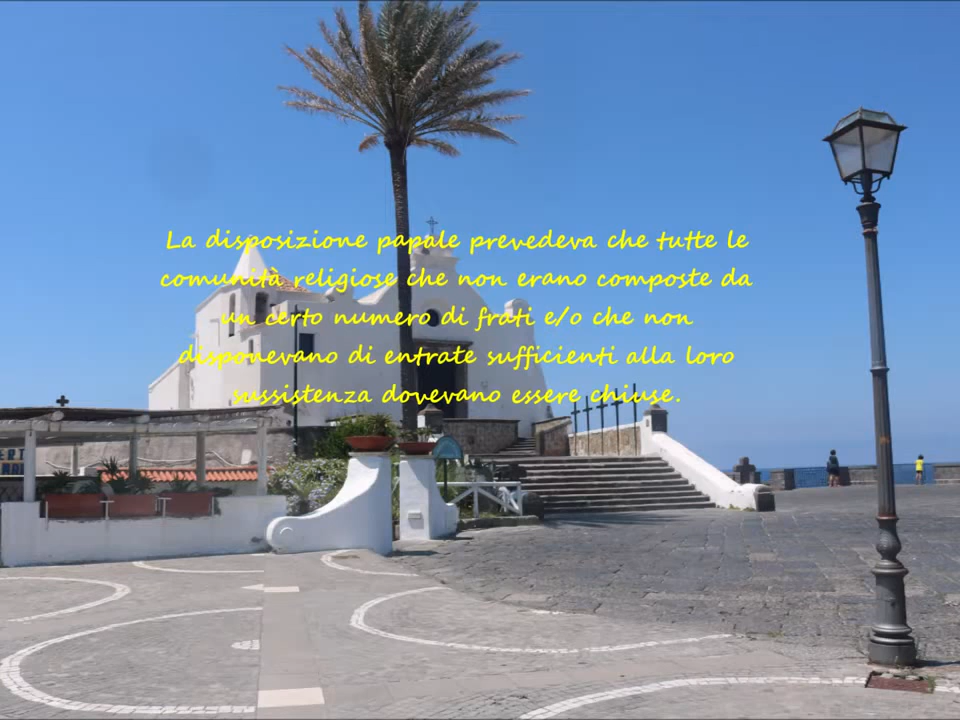 La disposizione papale prevedeva che tutte le
comunità religiose che non erano composte da
un certo numero di frati e/o che non
disponevano di entrate sufficienti alla loro
sussistenza dovevano essere chiuse.